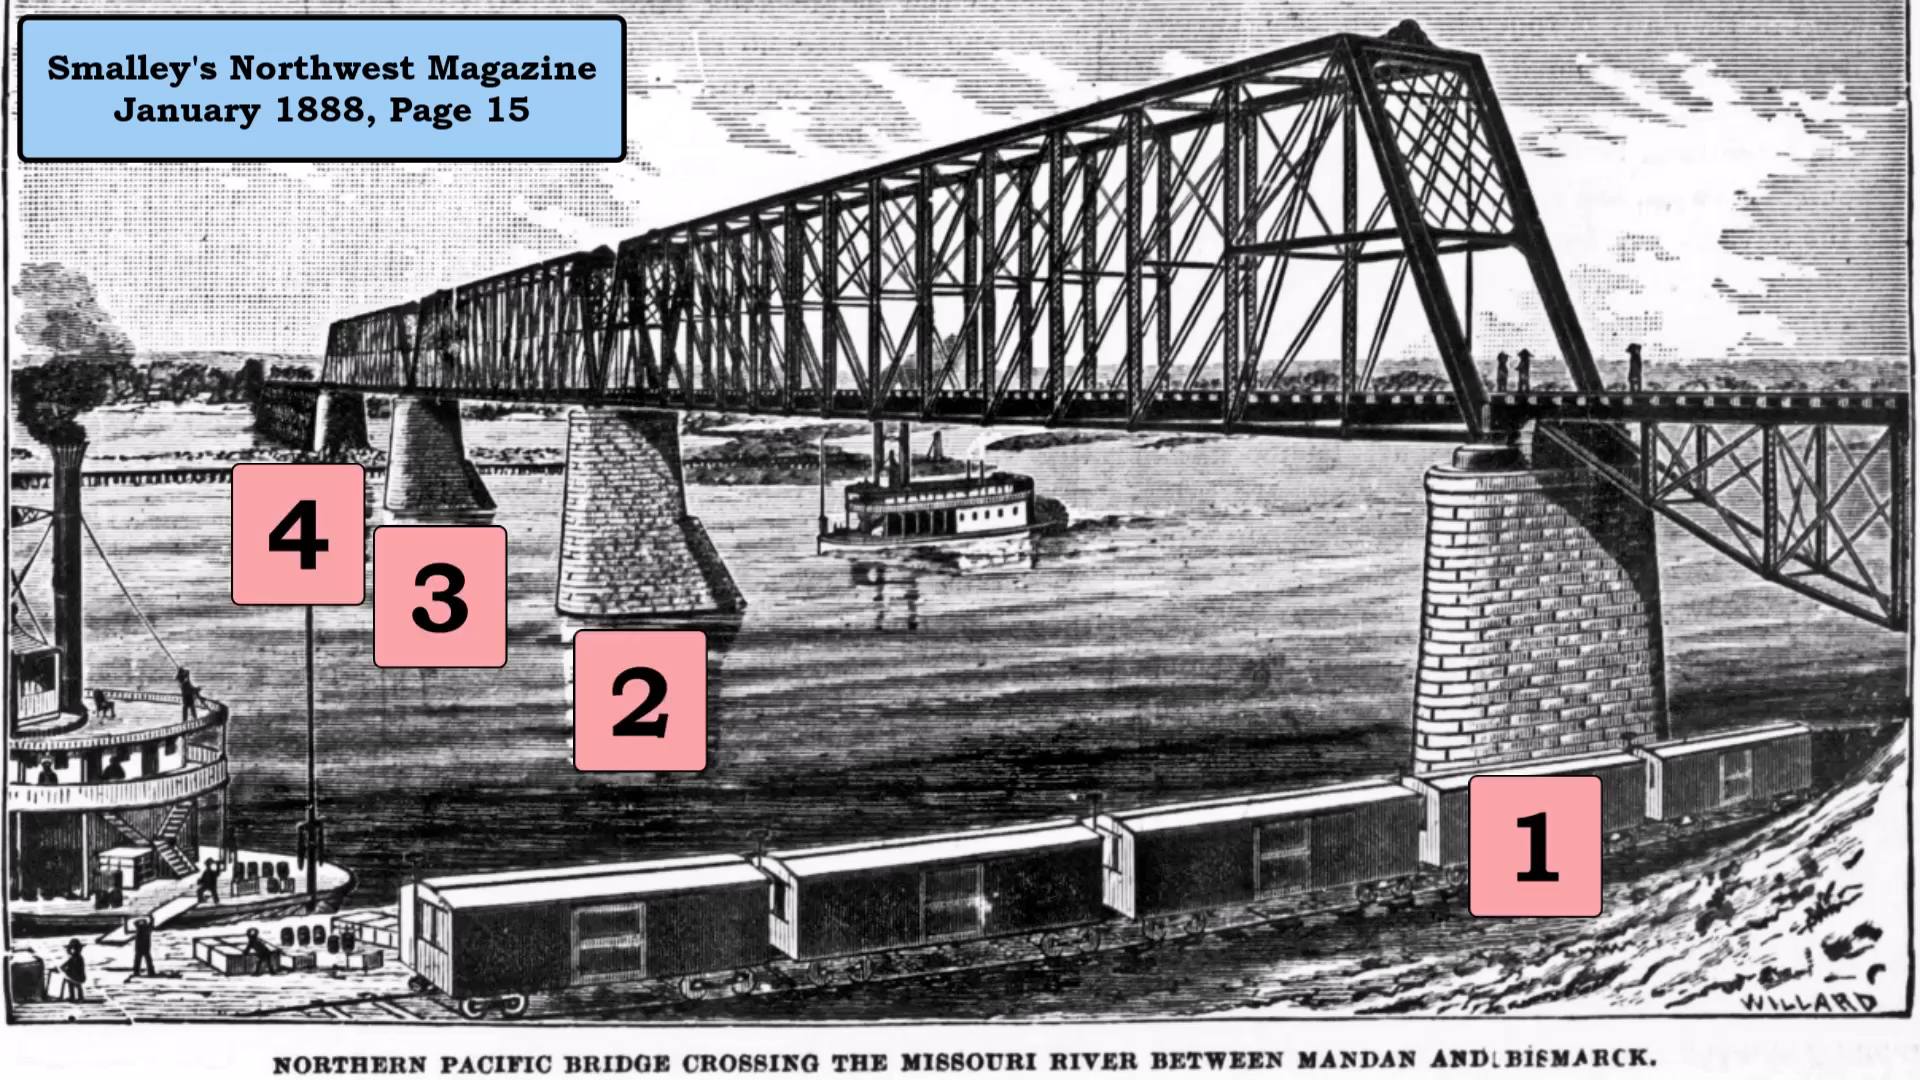 Smalley's Northwest Magazine
January 1888, Page 15
4
3
2
1
WILLARD
NORTHERN PACIFIC BRIDGE CROSSING THE MISSOURI RIVER BETWEEN MANDAN AND BISMARCK.